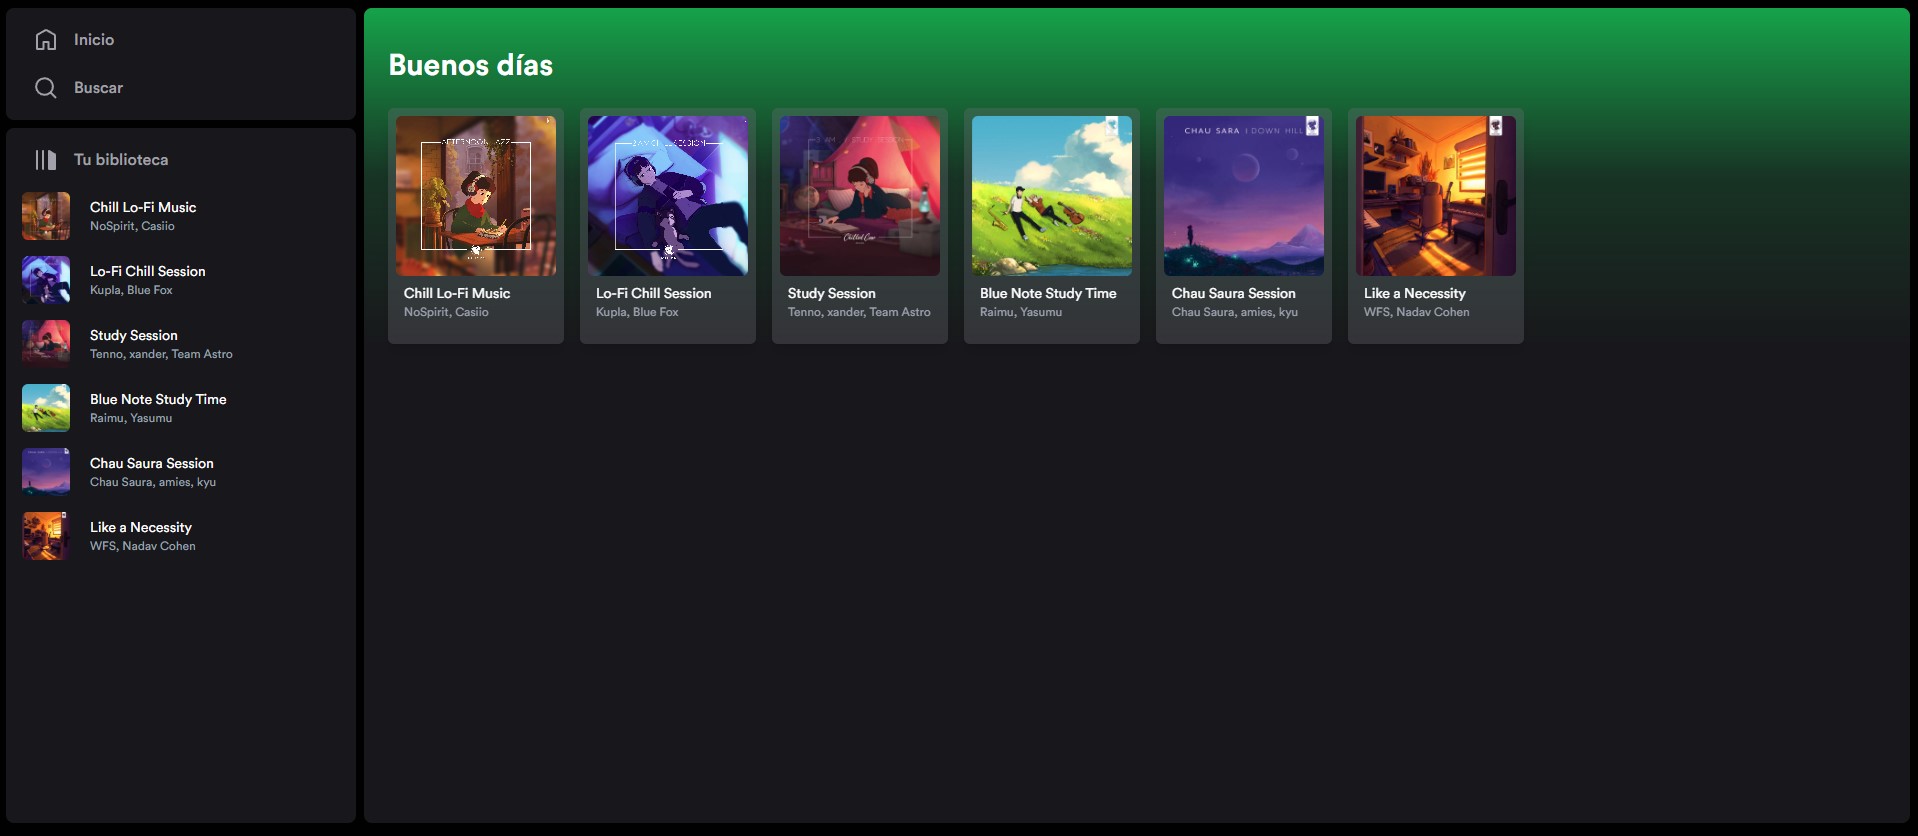 Inicio
Buscar
Tu biblioteca
Chill Lo-Fi Music
NoSpirit, Casiio
Lo-Fi Chill Session
Kupla, Blue Fox
Study Session
Tenno, xander, Team Astro
Blue Note Study Time
Raimu, Yasumu
Chau Saura Session
Chau Saura, amies, kyu
Like a Necessity
WFS, Nadav Cohen
Buenos días
AFTERNOON JAZZ
CHAU SARA | DOWN HILL
Chill Lo-Fi Music
NoSpirit, Casiio
Lo-Fi Chill Session
Kupla, Blue Fox
Study Session
Tenno, xander, Team Astro
Blue Note Study Time
Raimu, Yasumu
Chau Saura Session
Chau Saura, amies, kyu
Like a Necessity
WFS, Nadav Cohen